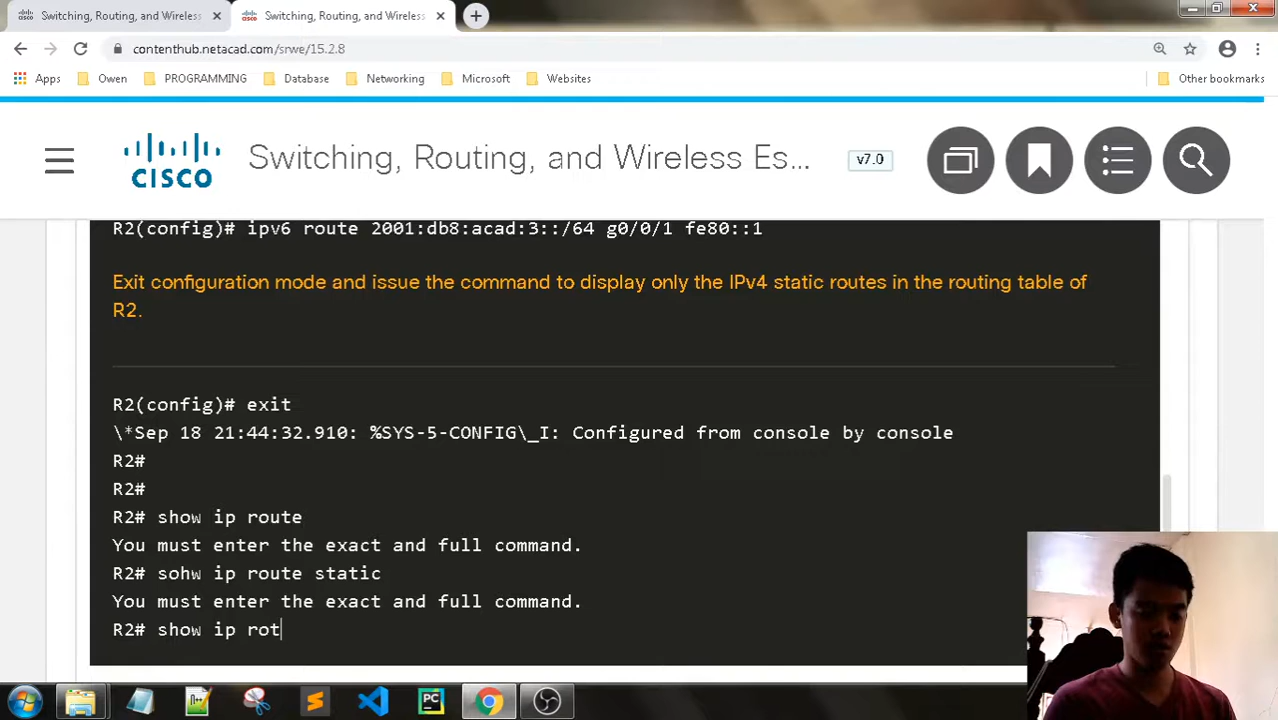 Switching, Routing, and Wireless
Switching, Routing, and Wireless
contenthub.netacad.com/srwe/15.2.8
Apps
Owen
PROGRAMMING
Database
Networking
Microsoft
Websites
Other bookmarks
CISCO
Switching, Routing, and Wireless Es...
v7.0
R2(config)# ipv6 route 2001:db8:acad:3::/64 g0/0/1 fe80::1
Exit configuration mode and issue the command to display only the IPv4 static routes in the routing table of
R2.
R2(config)# exit
\*Sep 18 21:44:32.910: %SYS-5-CONFIG\_I: Configured from console by console
R2#
R2#
R2# show ip route
You must enter the exact and full command.
R2# sohw ip route static
You must enter the exact and full command.
R2# show ip rot
PC